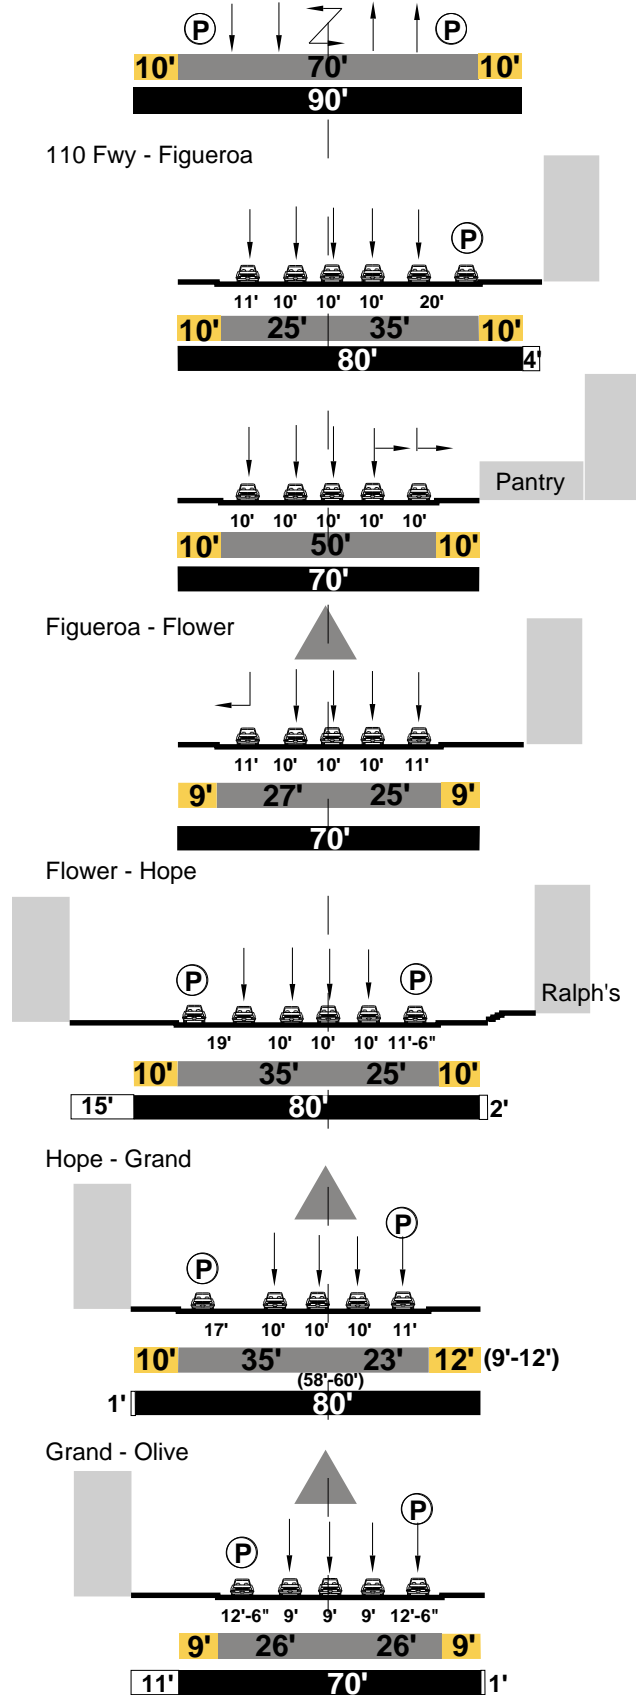 P P
10' 70' 10'
90'
110 Fwy - Figueroa
P
11' 10' 10' 10' 20'
10' 25' 35' 10'
80' 4'
Pantry
10' 10' 10' 10' 10'
10' 50' 10'
70'
Figueroa - Flower
11' 10' 10' 10' 11'
9' 27' 25' 9'
70'
Flower - Hope
P P
Ralph's
19' 10' 10' 10' 11'-6"
10' 35' 25' 10'
15' 80' 2'
Hope - Grand
P
P
17' 10' 10' 10' 11'
10' 35' 23' 12' (9'-12')
(58'-60')
1' 80'
Grand - Olive
P
P
12'-6" 9' 9' 9' 12'-6"
9' 26' 26' 9'
11' 70' 1'